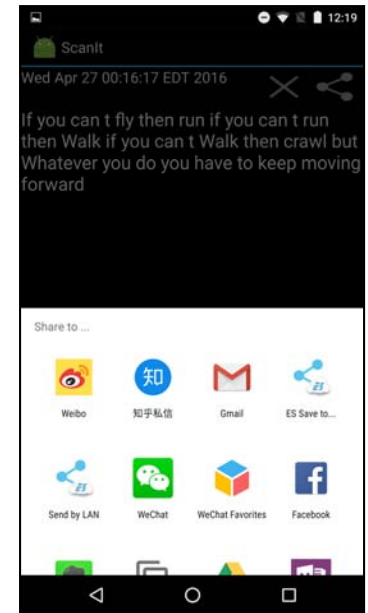 12:19
ScanIt
Wed Apr 27 00:16:17 EDT 2016
If you can t fly then run if you can t run
then Walk if you can t Walk then crawl but
Whatever you do you have to keep moving
forward
Share to ...
知
ES
Weibo
知乎私信
Gmail
ES Save to...
ES
Send by LAN
WeChat
WeChat Favorites
Facebook